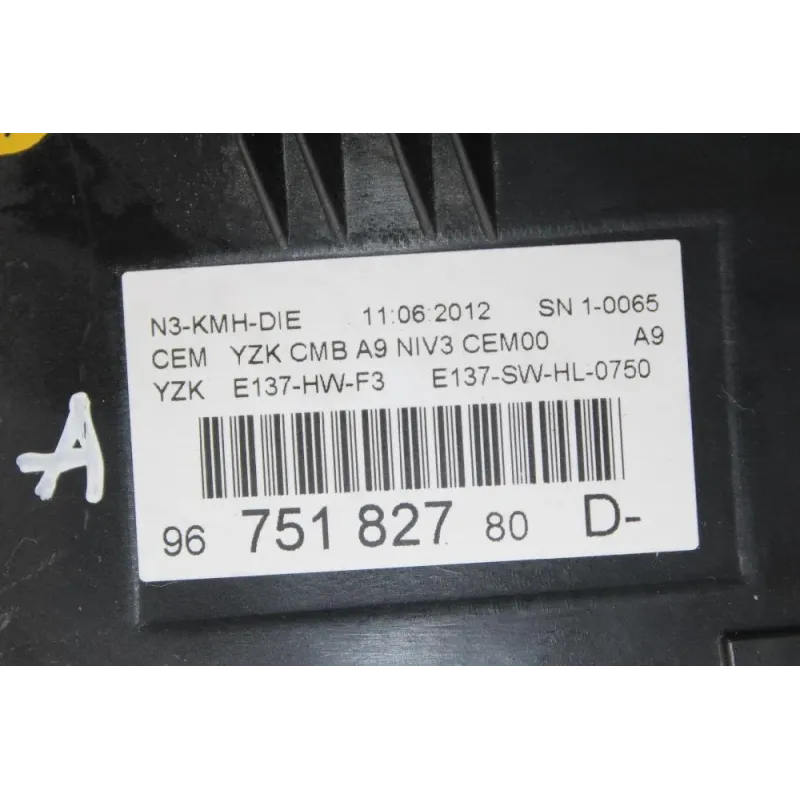 N3-KMH-DIE 11:06:2012 SN 1-0065
CEM YZK CMB A9 NIV3 CEM00 A9
YZK E137-HW-F3 E137-SW-HL-0750
96 751 827 80 D-
A